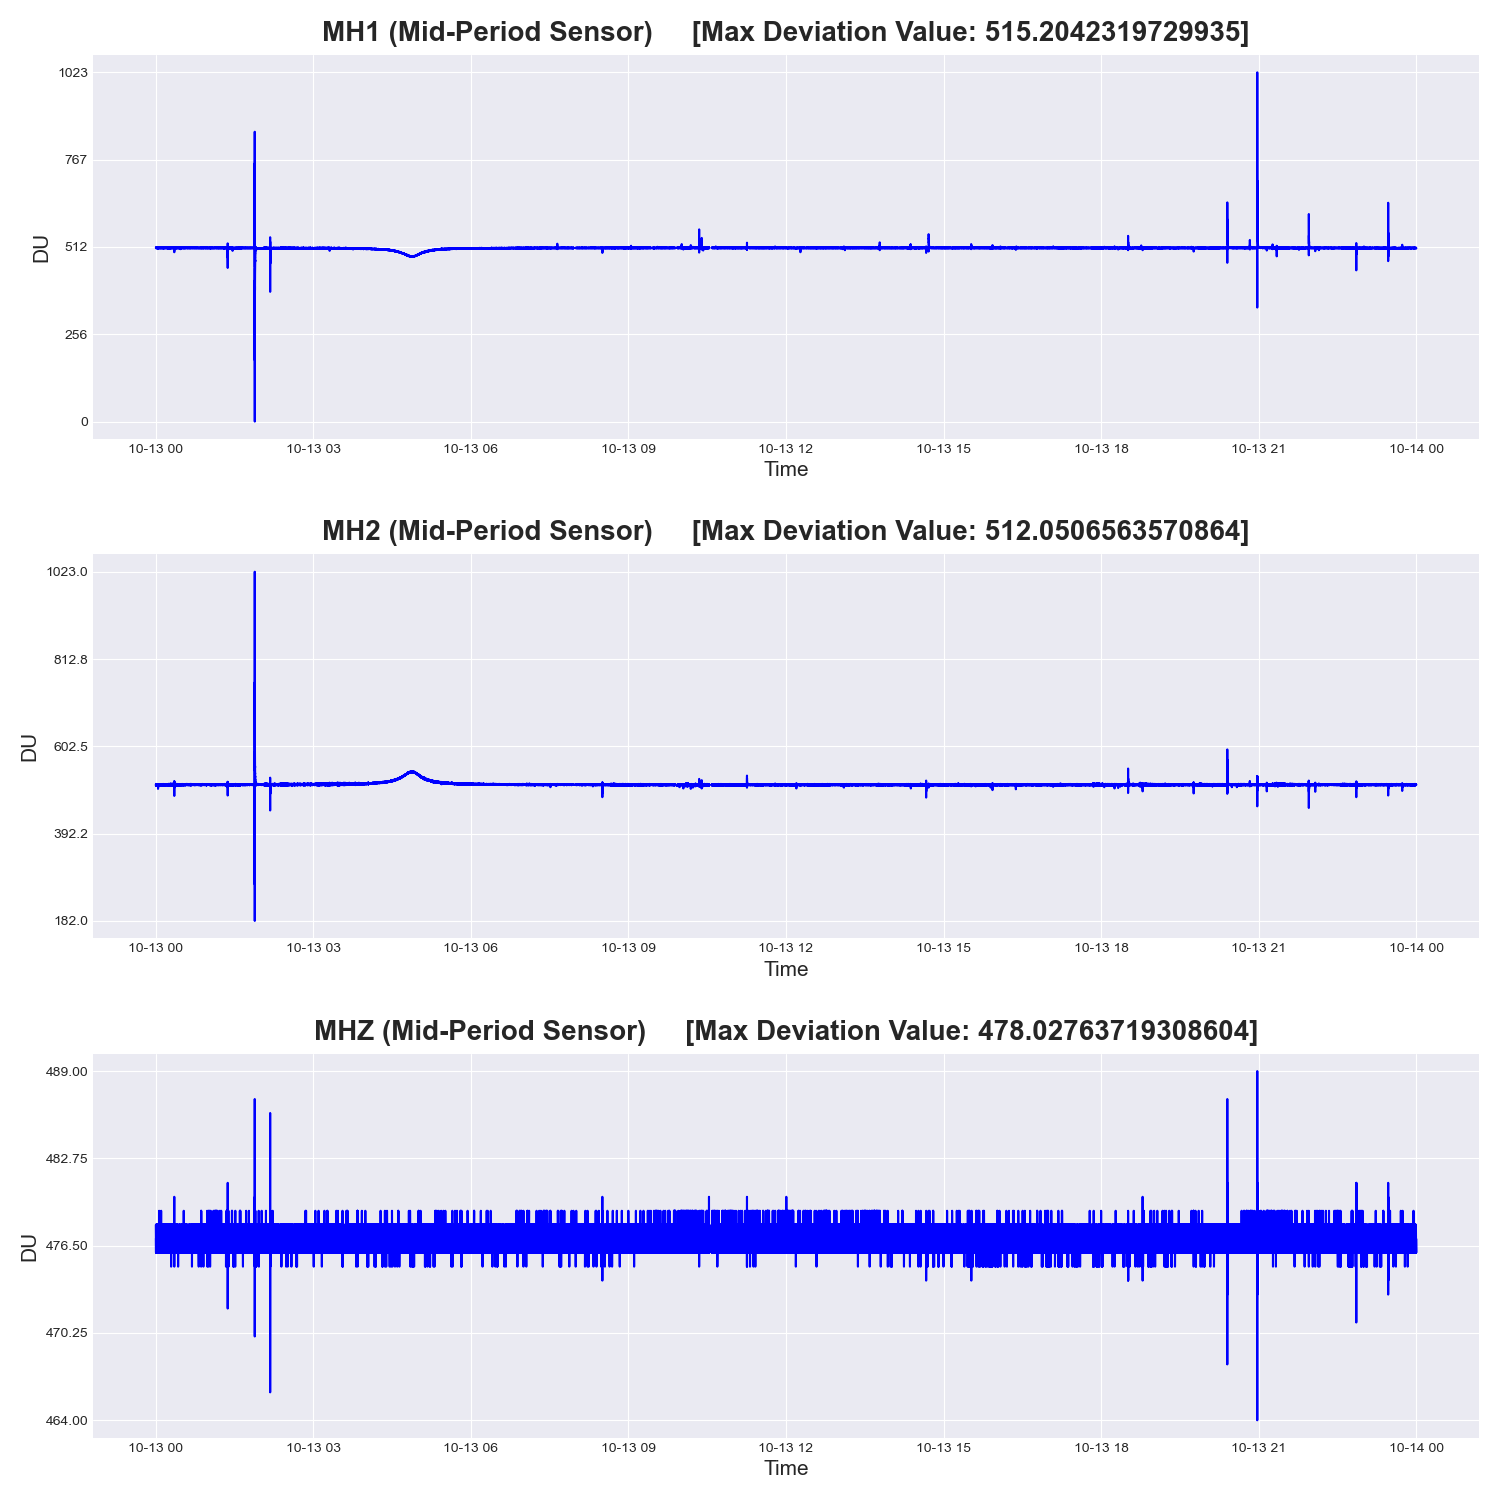 MH1 (Mid-Period Sensor) [Max Deviation Value: 515.2042319729935]
1023
767
512
256
0
DU
10-13 00 10-13 03 10-13 06 10-13 09 10-13 12 10-13 15 10-13 18 10-13 21 10-14 00
Time
MH2 (Mid-Period Sensor) [Max Deviation Value: 512.0506563570864]
1023.0
812.8
602.5
392.2
182.0
DU
10-13 00 10-13 03 10-13 06 10-13 09 10-13 12 10-13 15 10-13 18 10-13 21 10-14 00
Time
MHZ (Mid-Period Sensor) [Max Deviation Value: 478.02763719308604]
489.00
482.75
476.50
470.25
464.00
DU
10-13 00 10-13 03 10-13 06 10-13 09 10-13 12 10-13 15 10-13 18 10-13 21 10-14 00
Time